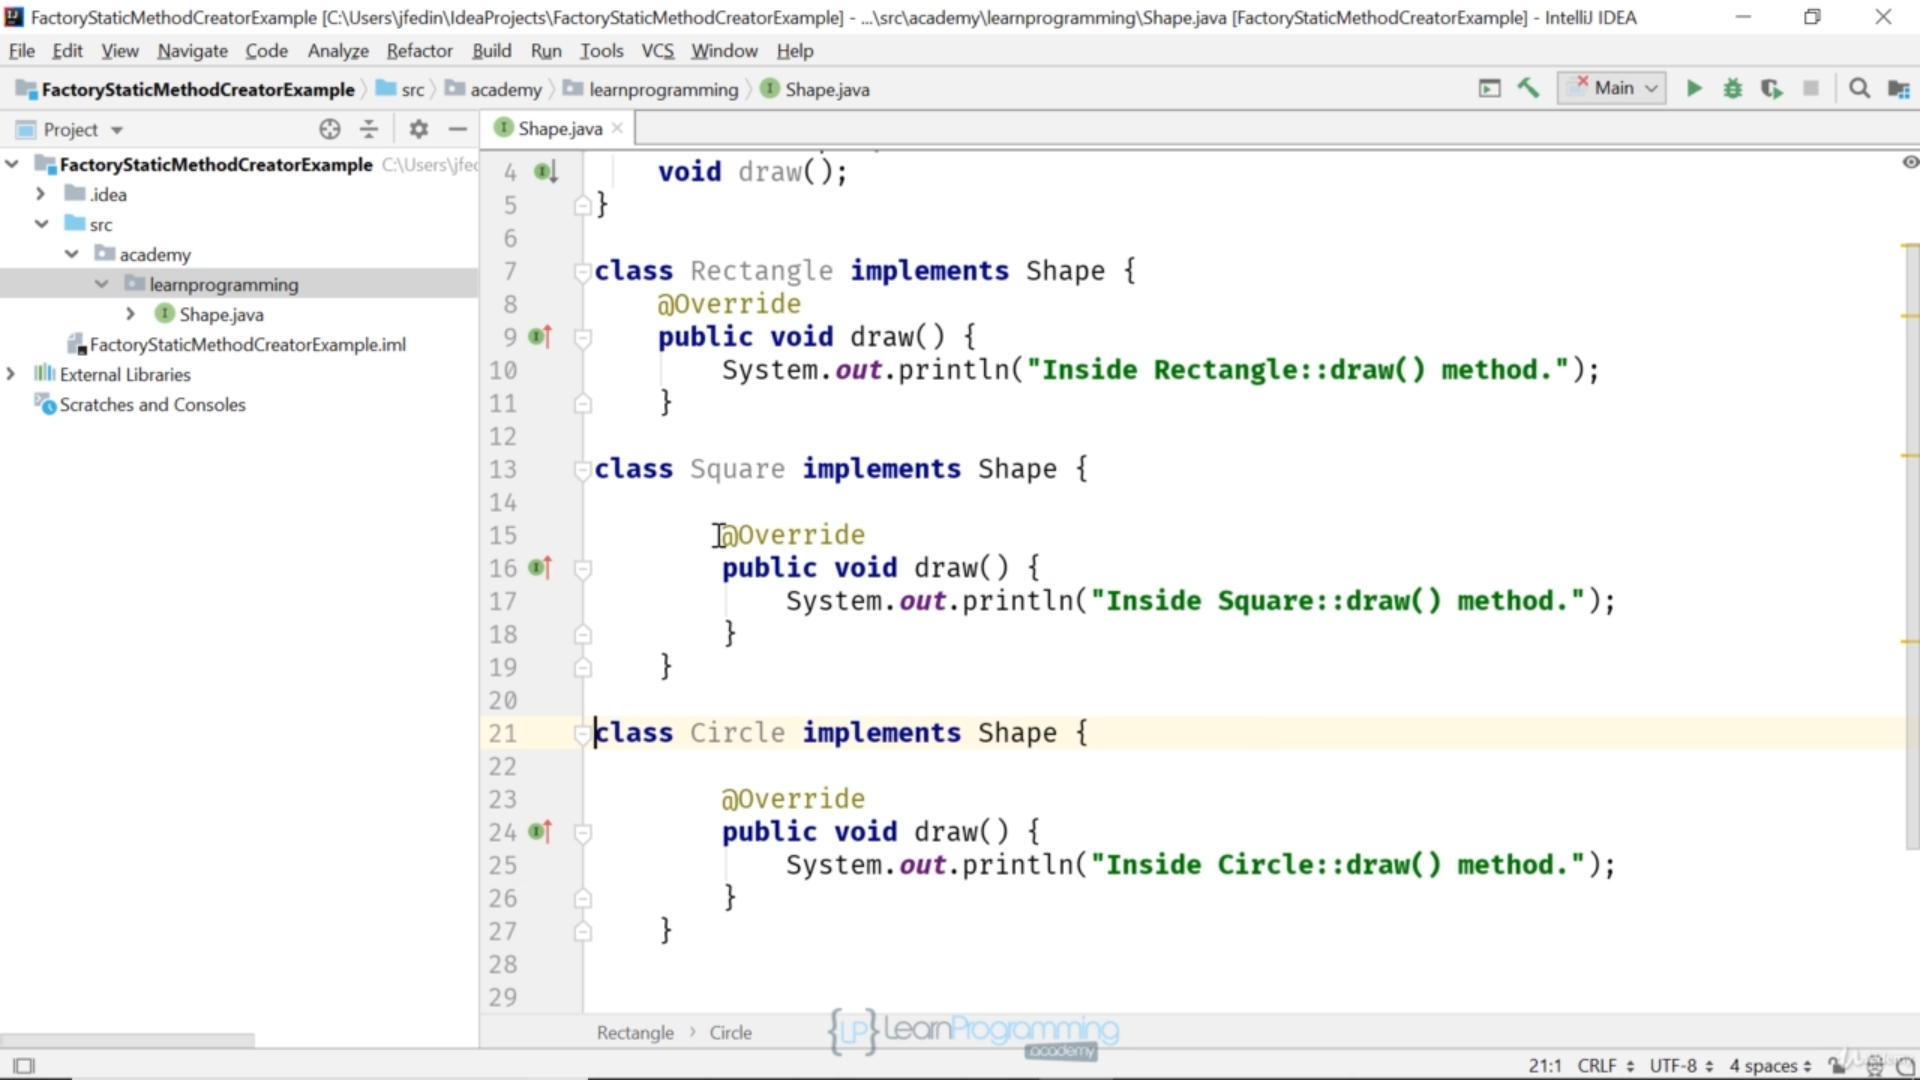 FactoryStaticMethodCreatorExample [C:\Users\jfedin\IdeaProjects\FactoryStaticMethodCreatorExample] - ...\src\academy\learnprogramming\Shape.java [FactoryStaticMethodCreatorExample] - IntelliJ IDEA
File Edit View Navigate Code Analyze Refactor Build Run Tools VCS Window Help
FactoryStaticMethodCreatorExample src academy learnprogramming Shape.java Main
Project
Shape.java
FactoryStaticMethodCreatorExample C:\Users\jfec
.idea
src
academy
learnprogramming
Shape.java
FactoryStaticMethodCreatorExample.iml
External Libraries
Scratches and Consoles
4 void draw();
5 }
6
7 class Rectangle implements Shape {
8 @Override
9 public void draw() {
10 System.out.println("Inside Rectangle::draw() method.");
11 }
12
13 class Square implements Shape {
14
15 @Override
16 public void draw() {
17 System.out.println("Inside Square::draw() method.");
18 }
19 }
20
21 class Circle implements Shape {
22
23 @Override
24 public void draw() {
25 System.out.println("Inside Circle::draw() method.");
26 }
27 }
28
29
Rectangle › Circle
{LP} LearnProgramming
academy
21:1 CRLF UTF-8 4 spaces